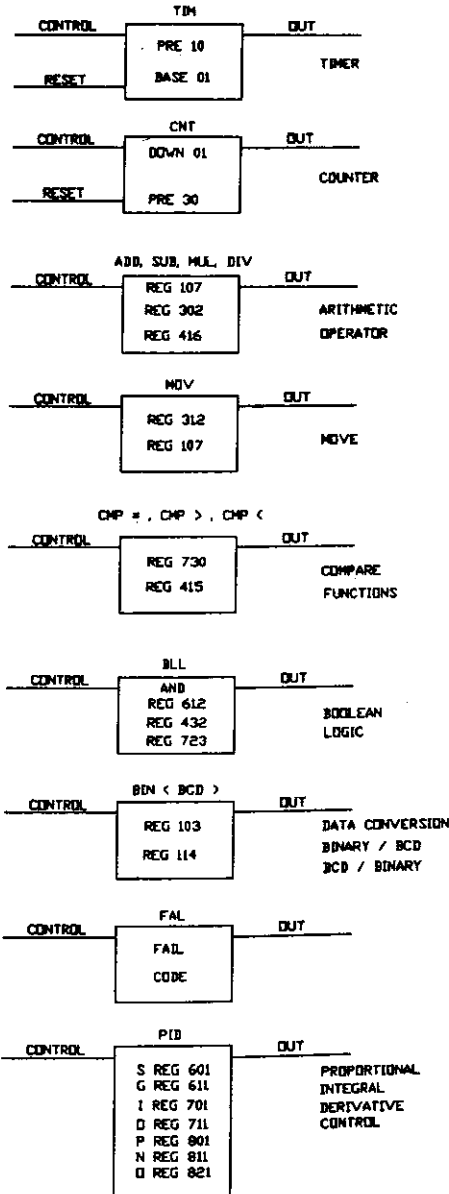 TIM
CONTROL OUT
PRE 10
TIMER
RESET BASE 01
CNT
CONTROL OUT
DOWN 01
COUNTER
RESET PRE 30
ADD, SUB, MUL, DIV
CONTROL OUT
REG 107
REG 302 ARITHMETIC
REG 416 OPERATOR
MOV
CONTROL OUT
REG 312
REG 107 MOVE
CMP = , CMP > , CMP <
CONTROL OUT
REG 730 COMPARE
REG 415 FUNCTIONS
BLL
CONTROL OUT
AND
REG 612
REG 432 BOOLEAN
REG 723 LOGIC
BIN < BCD >
CONTROL OUT
REG 103 DATA CONVERSION
BINARY / BCD
REG 114 BCD / BINARY
FAL
CONTROL OUT
FAIL
CODE
PID
CONTROL OUT
S REG 601 PROPORTIONAL
G REG 611 INTEGRAL
I REG 701 DERIVATIVE
D REG 711 CONTROL
P REG 801
N REG 811
O REG 821